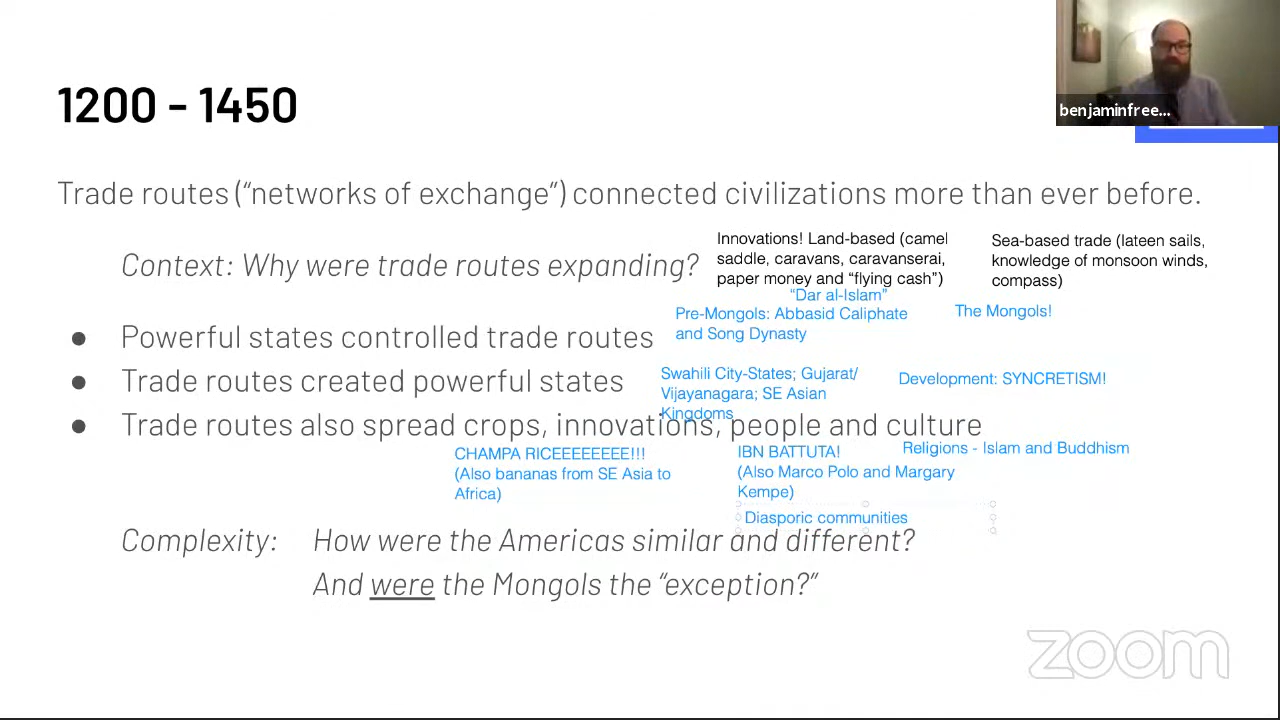 benjaminfree...
1200 - 1450
Trade routes (“networks of exchange”) connected civilizations more than ever before.
Context: Why were trade routes expanding?
Innovations! Land-based (camel
saddle, caravans, caravanserai,
paper money and “flying cash”)
Sea-based trade (lateen sails,
knowledge of monsoon winds,
compass)
“Dar al-Islam”
Pre-Mongols: Abbasid Caliphate
and Song Dynasty
The Mongols!
● Powerful states controlled trade routes
Swahili City-States; Gujarat/
Vijayanagara; SE Asian
Kingdoms
Development: SYNCRETISM!
● Trade routes created powerful states
● Trade routes also spread crops, innovations, people and culture
CHAMPA RICEEEEEEEE!!!
(Also bananas from SE Asia to
Africa)
IBN BATTUTA!
(Also Marco Polo and Margary
Kempe)
Religions - Islam and Buddhism
Diasporic communities
Complexity: How were the Americas similar and different?
And were the Mongols the “exception?”
zoom